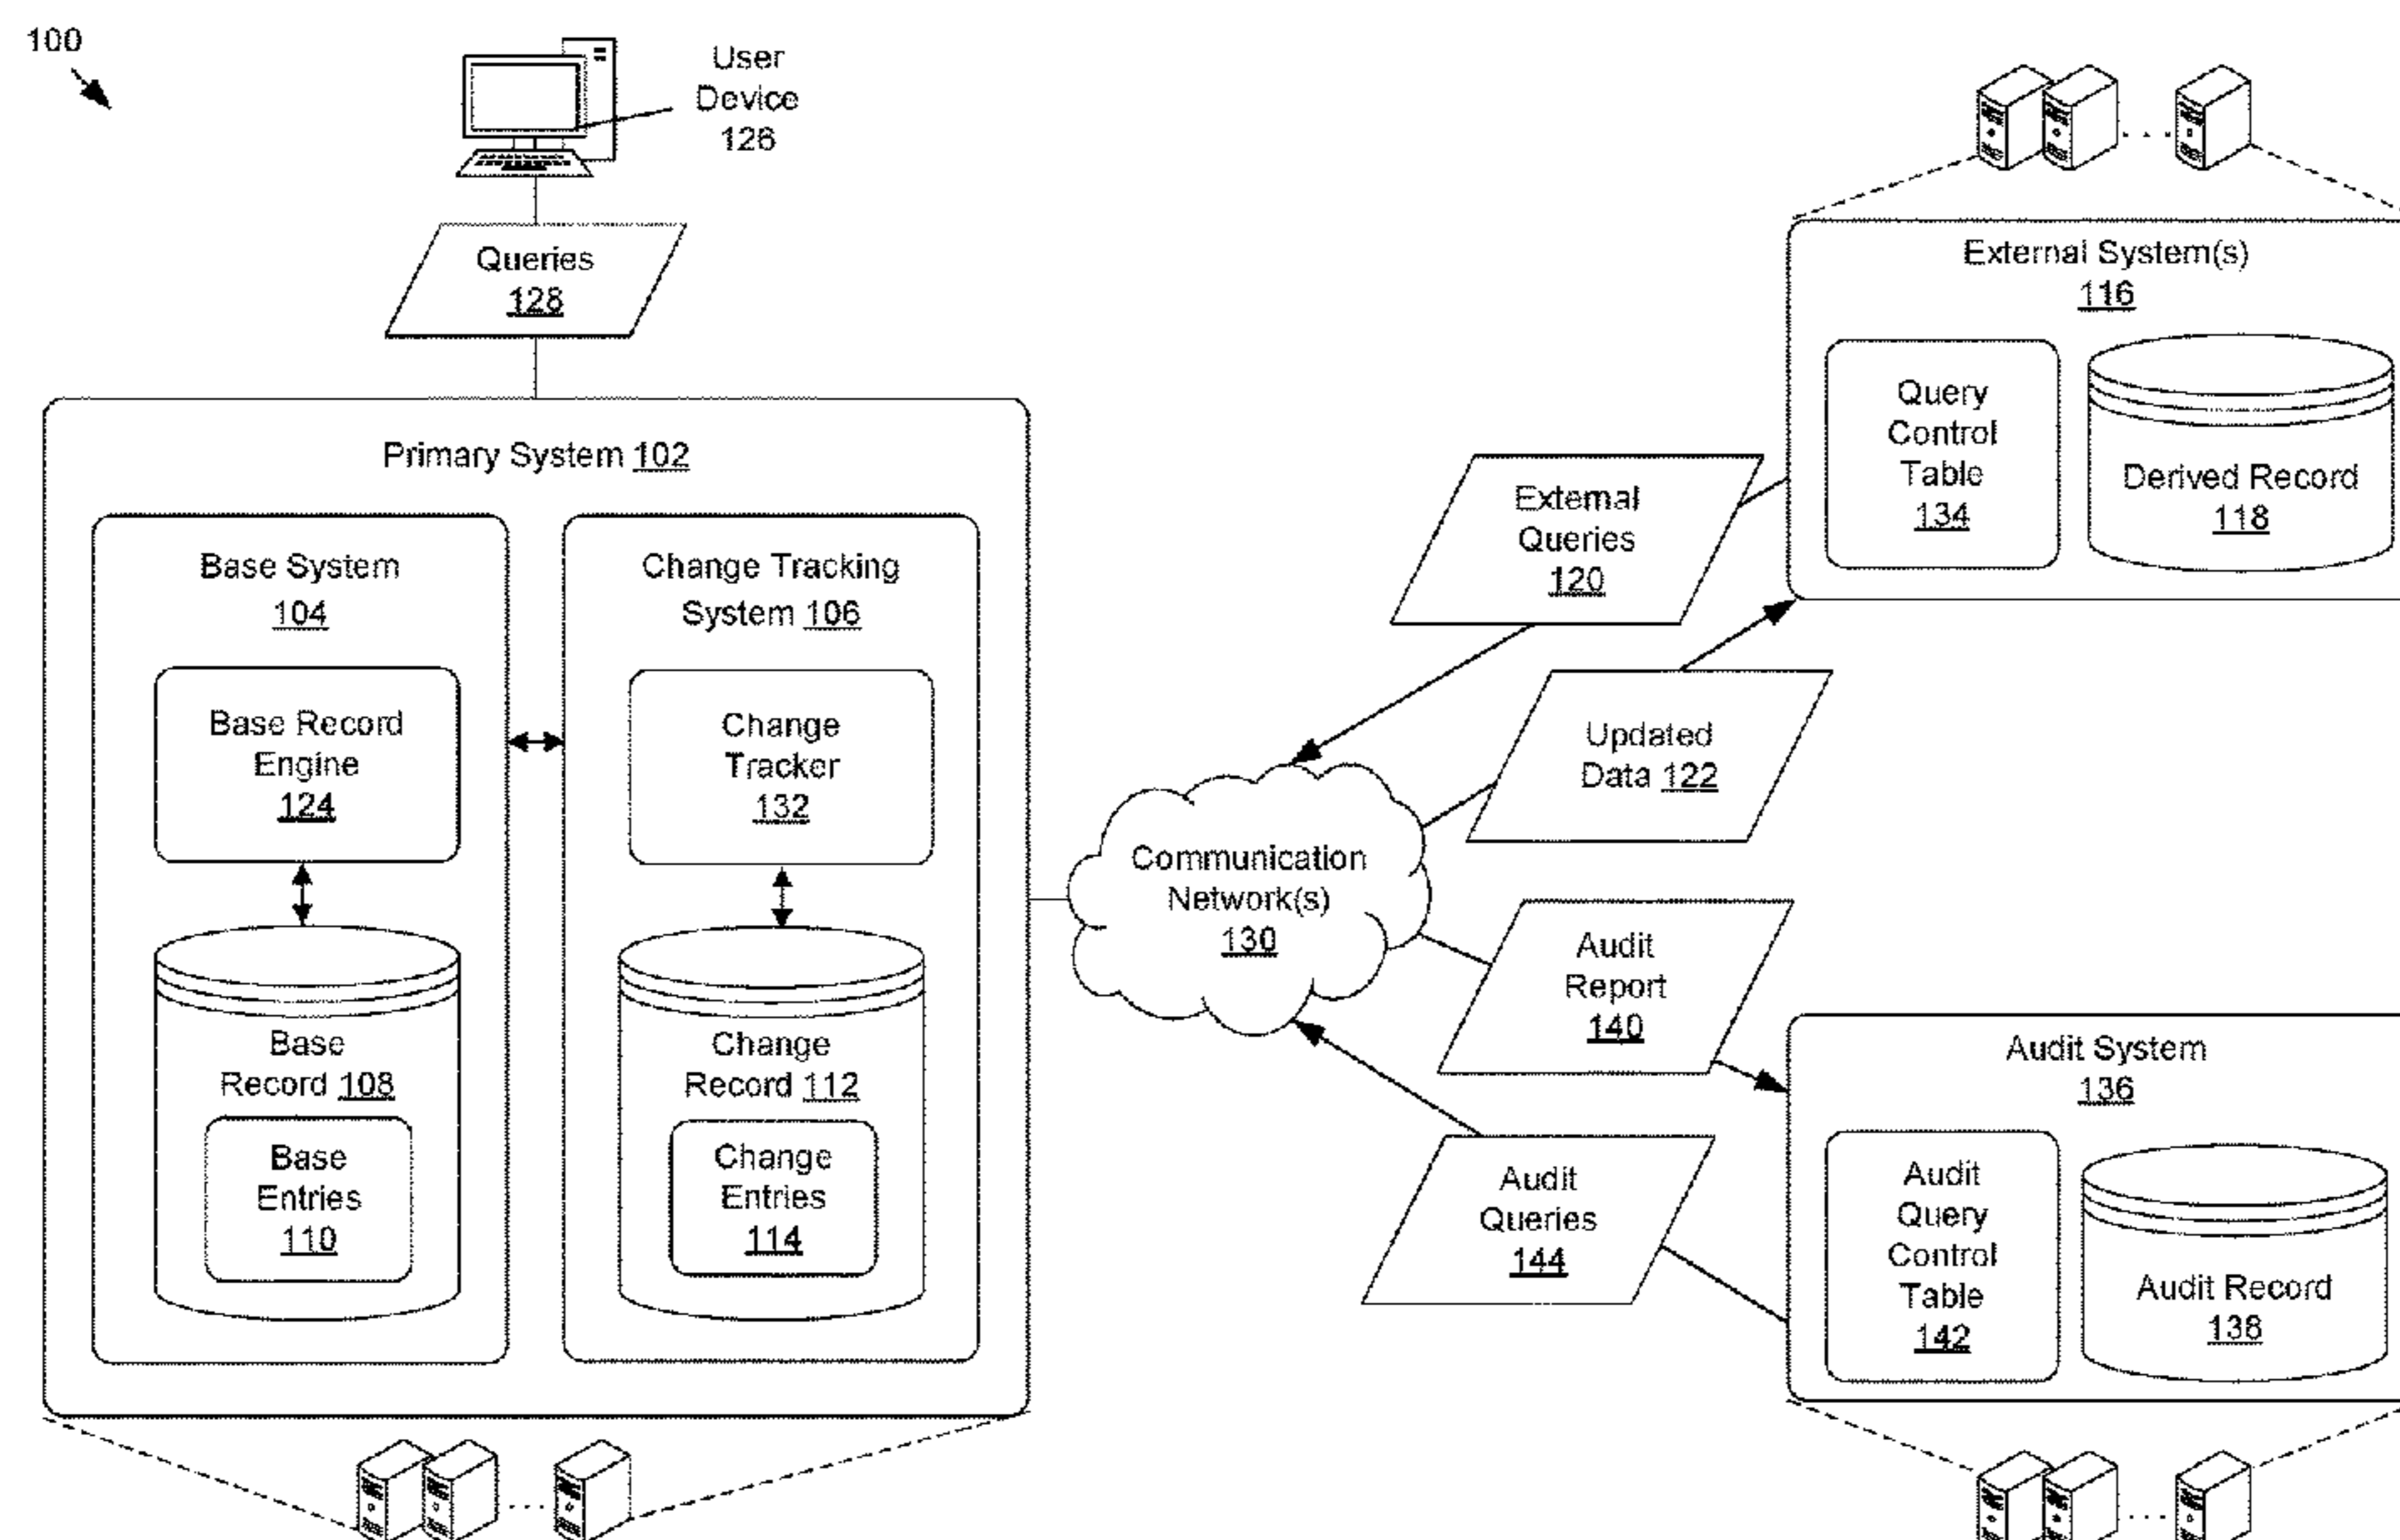 100
User
Device
126
Queries
128
Primary System 102
Base System
104
Base Record
Engine
124
Base
Record 108
Base
Entries
110
Change Tracking
System 106
Change
Tracker
132
Change
Record 112
Change
Entries
114
Communication
Network(s)
130
External
Queries
120
Updated
Data 122
Audit
Report
140
Audit
Queries
144
External System(s)
116
Query
Control
Table
134
Derived Record
118
Audit System
136
Audit
Query
Control
Table
142
Audit Record
138